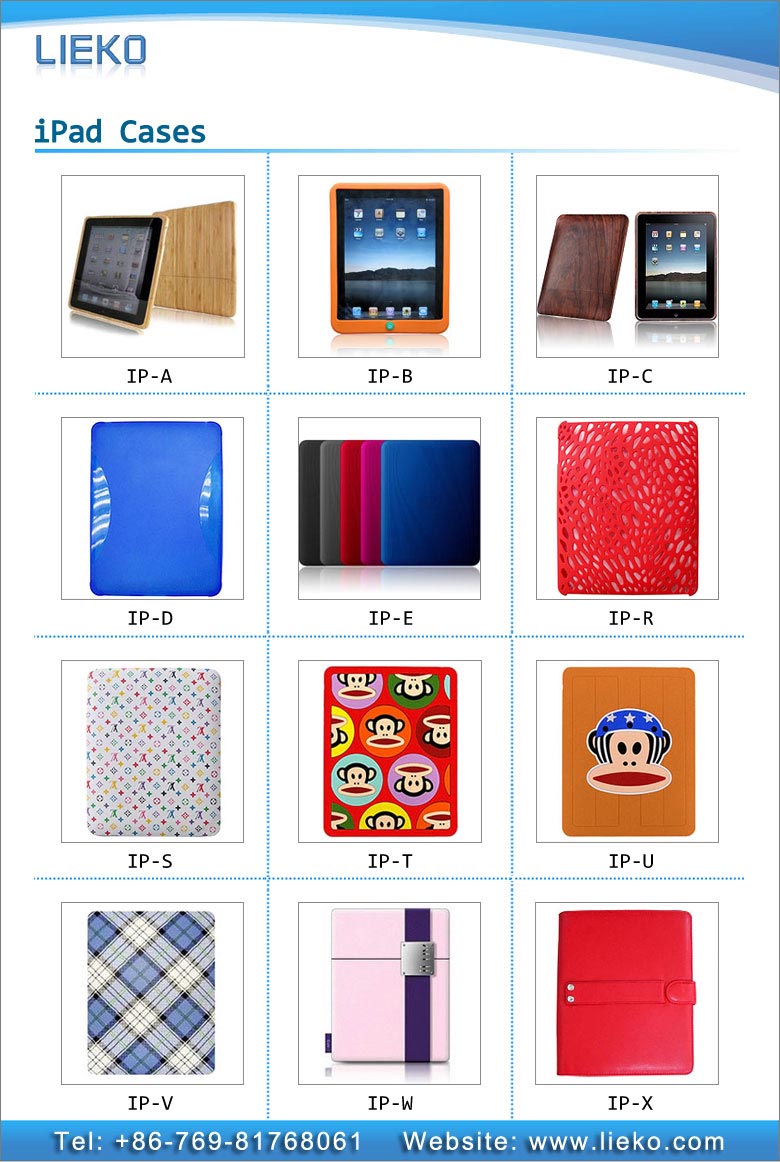 LIEKO
iPad Cases
IP-A IP-B IP-C
IP-D IP-E IP-R
IP-S IP-T IP-U
IP-V IP-W IP-X
Tel: +86-769-81768061 Website: www.lieko.com